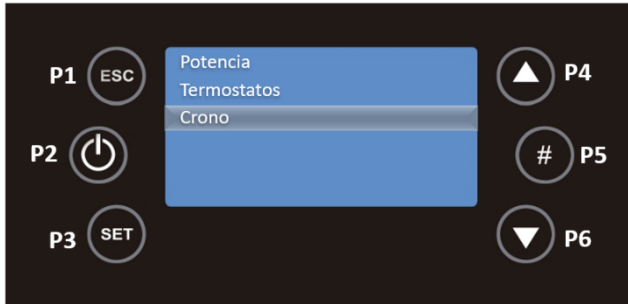 P1 ESC
P2
P3 SET
Potencia
Termostatos
Crono
P4
# P5
P6